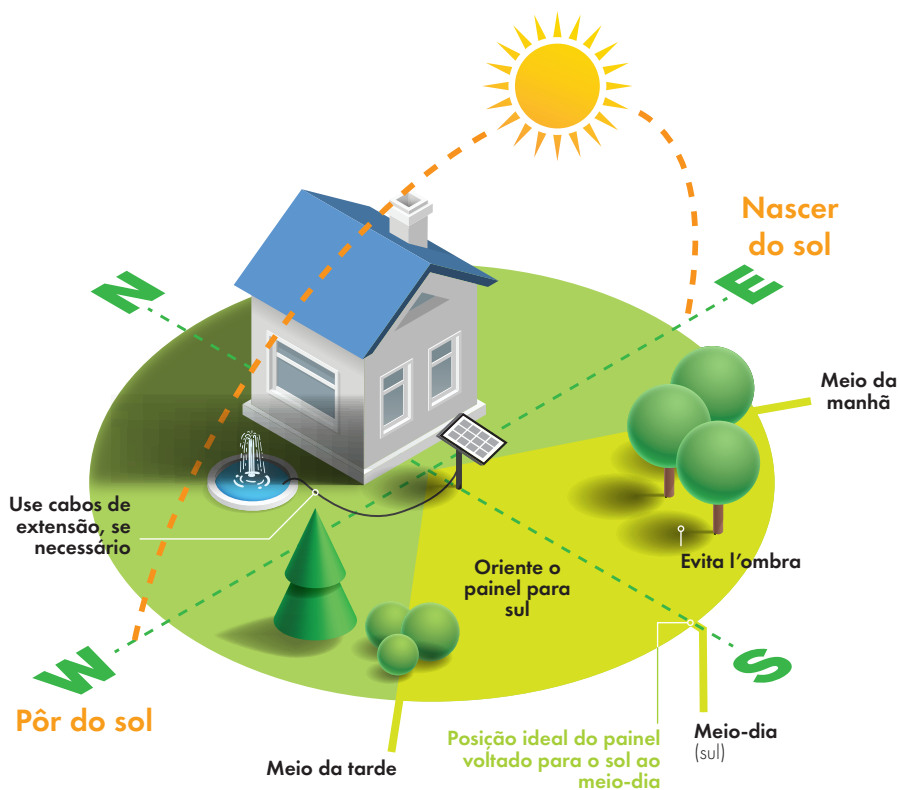 Nascer
do sol
N
E
Meio da
manhã
Use cabos de
extensão, se
necessário
Evita l'ombra
Oriente o
painel para
sul
W
S
Pôr do sol
Meio-dia
(sul)
Posição ideal do painel
voltado para o sol ao
meio-dia
Meio da tarde